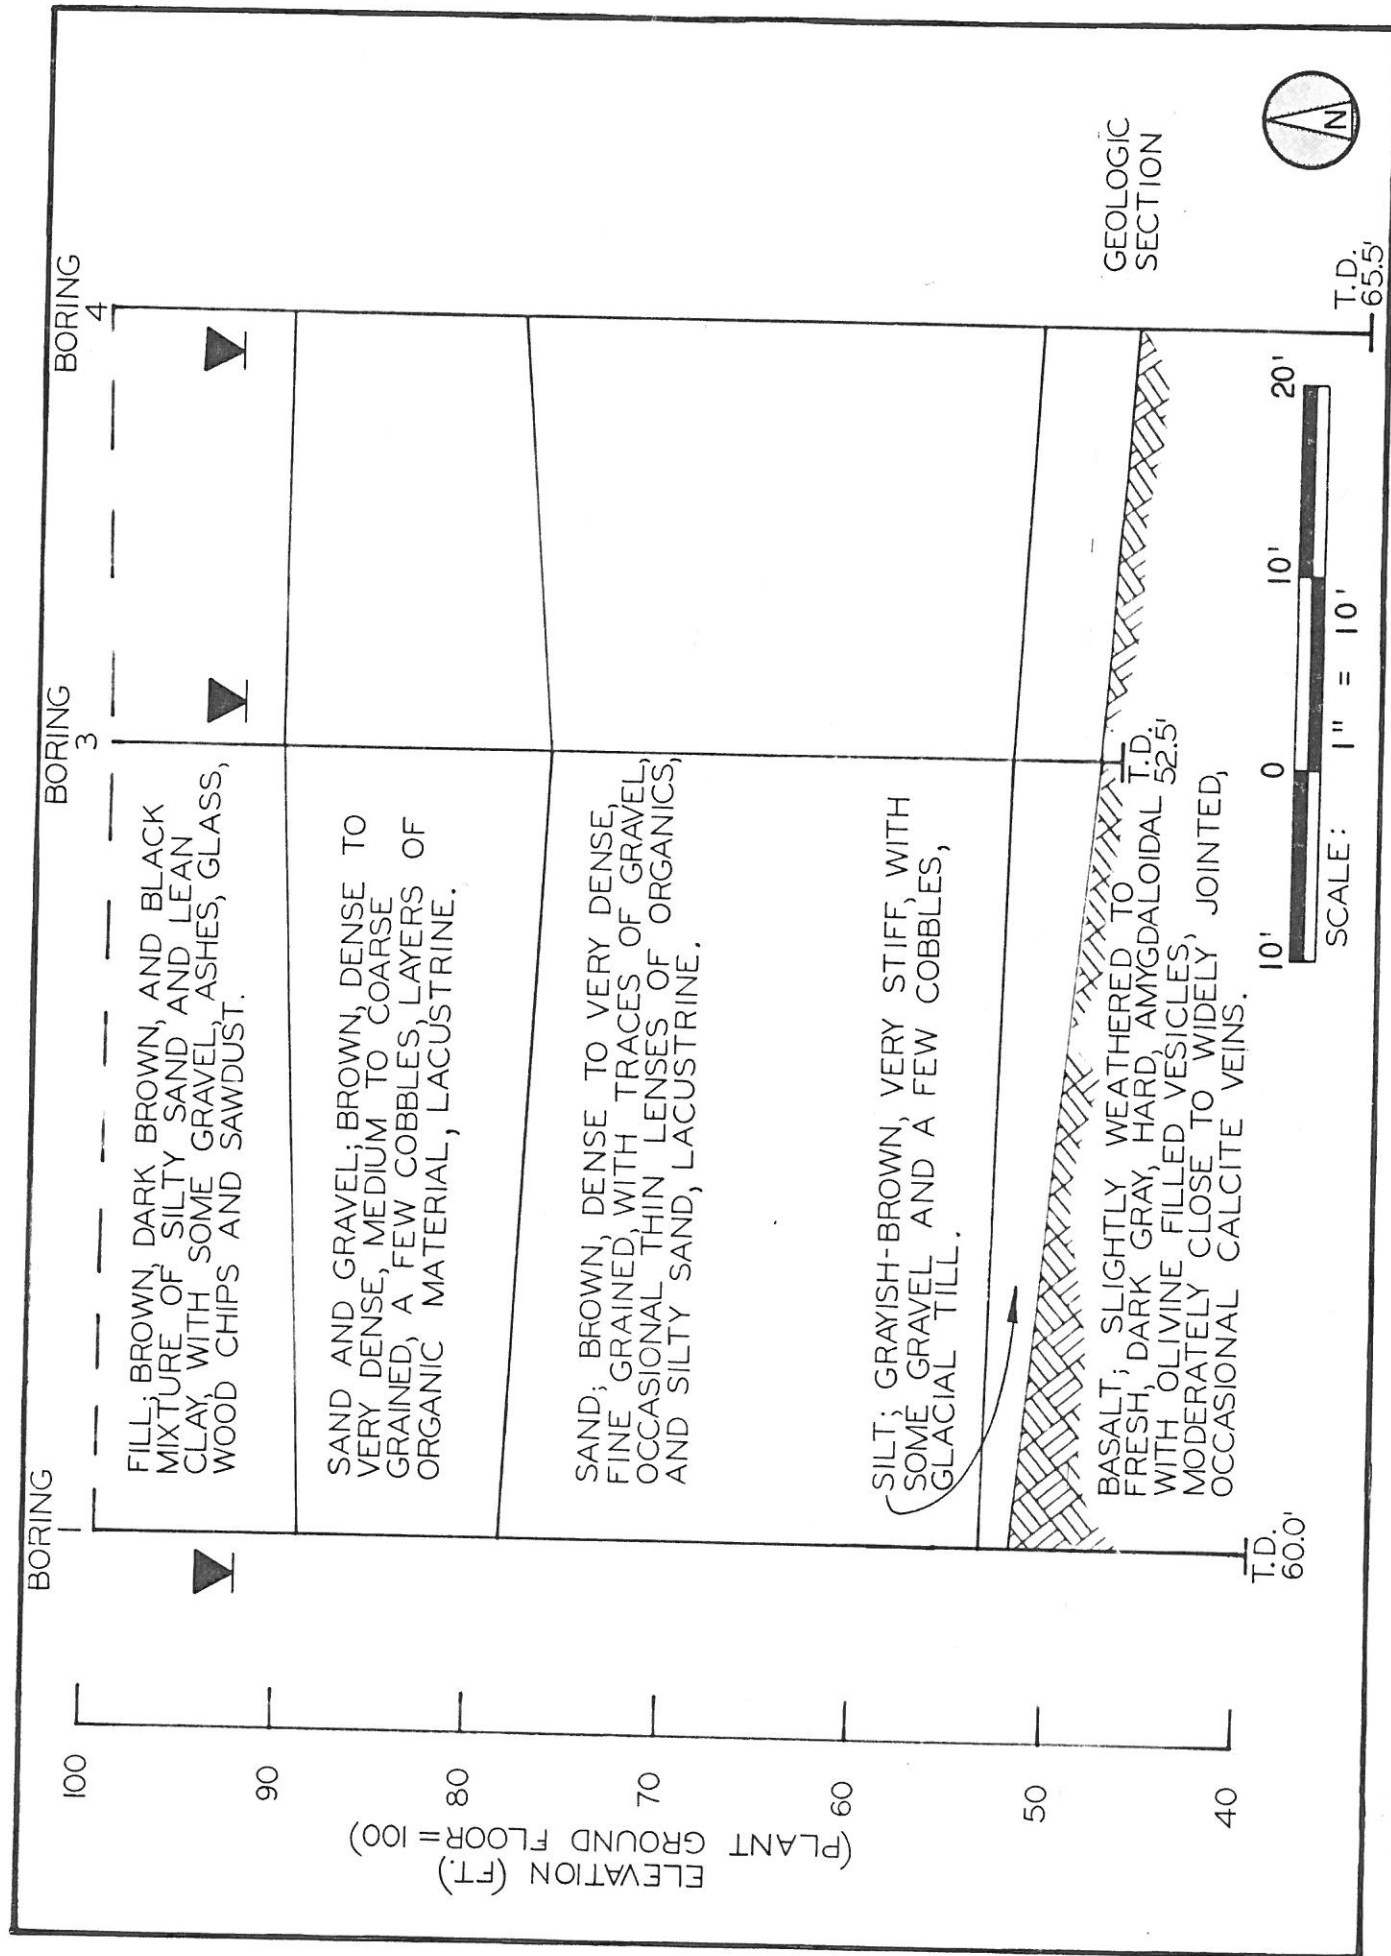 BORING
1
BORING
3
BORING
4
FILL; BROWN, DARK BROWN, AND BLACK
MIXTURE OF SILTY SAND AND LEAN
CLAY, WITH SOME GRAVEL, ASHES, GLASS,
WOOD CHIPS AND SAWDUST.
SAND AND GRAVEL; BROWN, DENSE TO
VERY DENSE, MEDIUM TO COARSE
GRAINED, A FEW COBBLES, LAYERS OF
ORGANIC MATERIAL, LACUSTRINE.
SAND; BROWN, DENSE TO VERY DENSE,
FINE GRAINED, WITH TRACES OF GRAVEL,
OCCASIONAL THIN LENSES OF ORGANICS,
AND SILTY SAND, LACUSTRINE.
SILT; GRAYISH-BROWN, VERY STIFF, WITH
SOME GRAVEL AND A FEW COBBLES,
GLACIAL TILL.
BASALT; SLIGHTLY WEATHERED TO
FRESH, DARK GRAY, HARD, AMYGDALOIDAL
WITH OLIVINE FILLED VESICLES,
MODERATELY CLOSE TO WIDELY JOINTED,
OCCASIONAL CALCITE VEINS.
T.D.
60.0'
T.D.
52.5'
T.D.
65.5'
100
90
80
70
60
50
40
ELEVATION (FT.)
(PLANT GROUND FLOOR = 100)
GEOLOGIC
SECTION
10' 0 10' 20'
SCALE: 1" = 10'
N